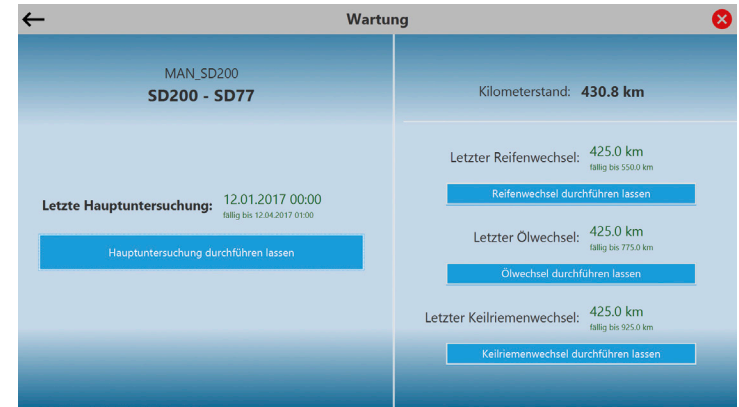 Wartung
MAN_SD200
SD200 - SD77
Letzte Hauptuntersuchung: 12.01.2017 00:00
fällig bis 12.04.2017 01:00
Hauptuntersuchung durchführen lassen
Kilometerstand: 430.8 km
Letzter Reifenwechsel: 425.0 km
fällig bis 550.0 km
Reifenwechsel durchführen lassen
Letzter Ölwechsel: 425.0 km
fällig bis 775.0 km
Ölwechsel durchführen lassen
Letzter Keilriemenwechsel: 425.0 km
fällig bis 925.0 km
Keilriemenwechsel durchführen lassen